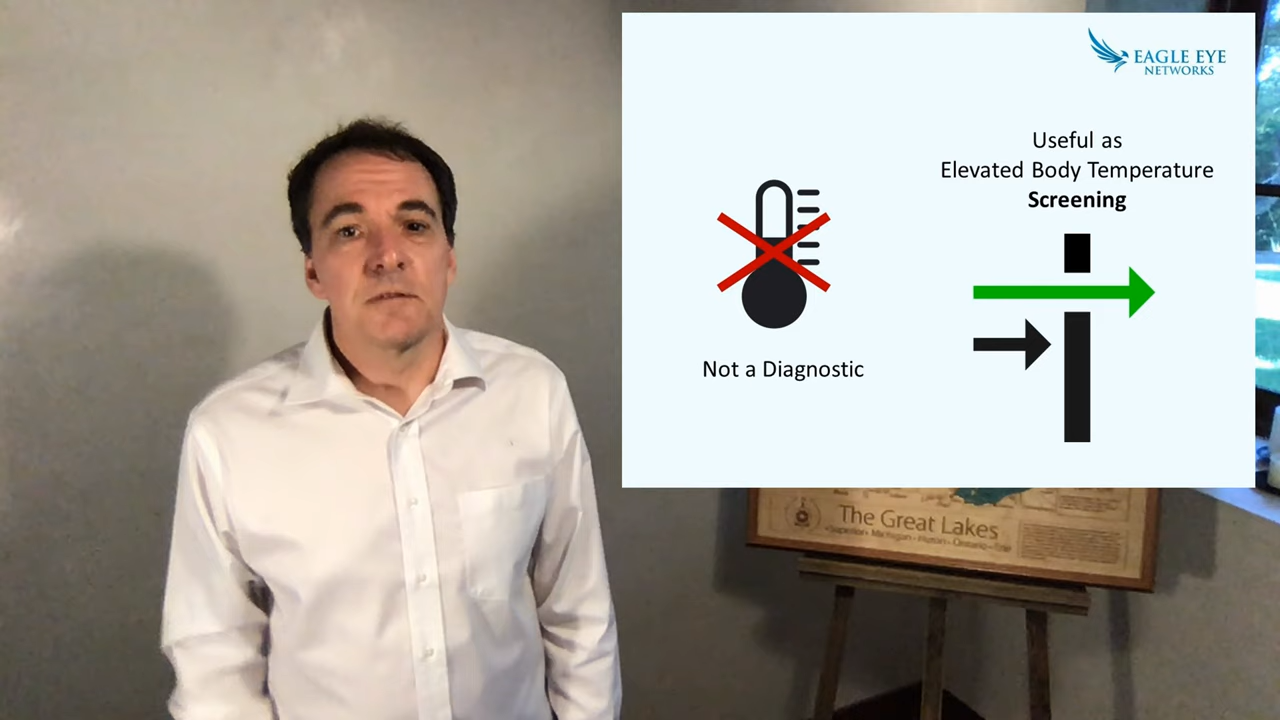 EAGLE EYE
NETWORKS
Useful as
Elevated Body Temperature
Screening
Not a Diagnostic
The Great Lakes
Superior • Michigan • Huron • Ontario • Erie